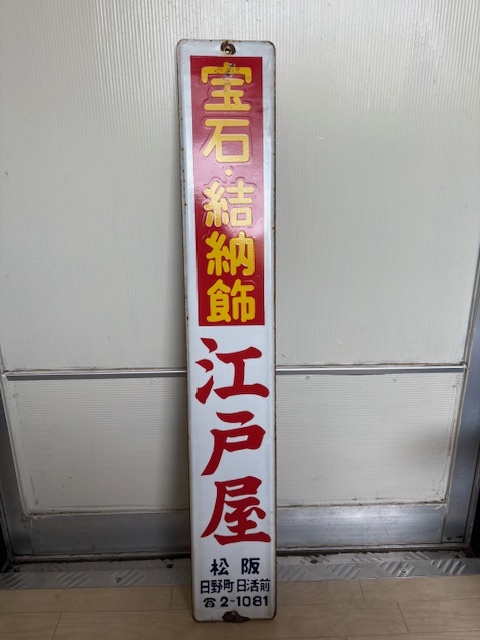 宝石・結納飾
江戸屋
松阪
日野町日活前
☎2-1081